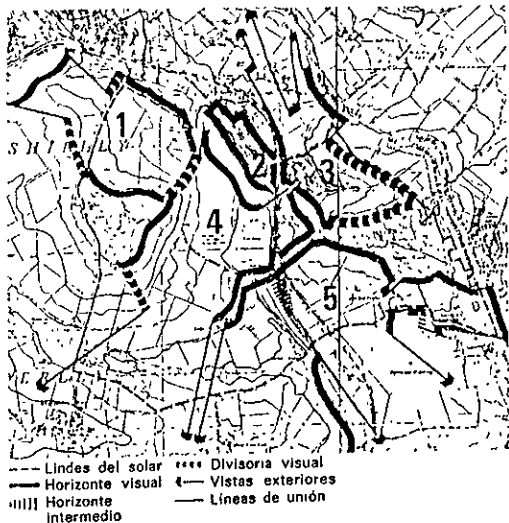 1
2
3
4
5
Lindes del solar
Divisoria visual
Horizonte visual
Vistas exteriores
Horizonte intermedio
Líneas de unión